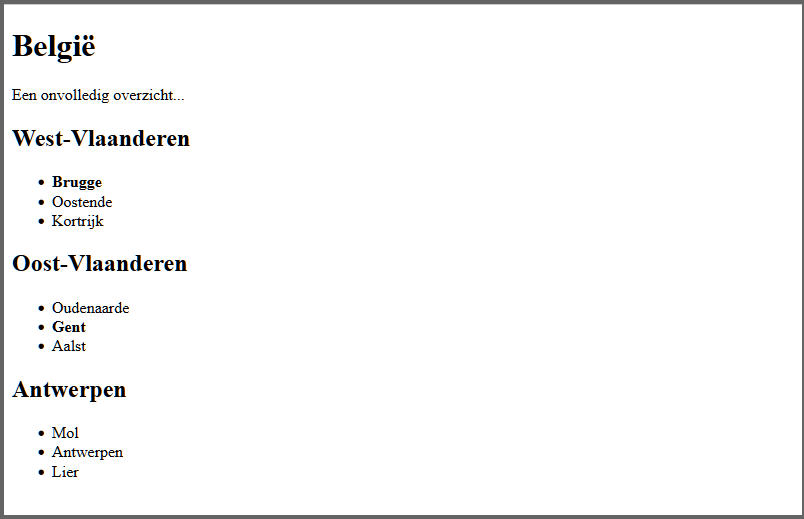 België
Een onvolledig overzicht...
West-Vlaanderen
Brugge
Oostende
Kortrijk
Oost-Vlaanderen
Oudenaarde
Gent
Aalst
Antwerpen
Mol
Antwerpen
Lier